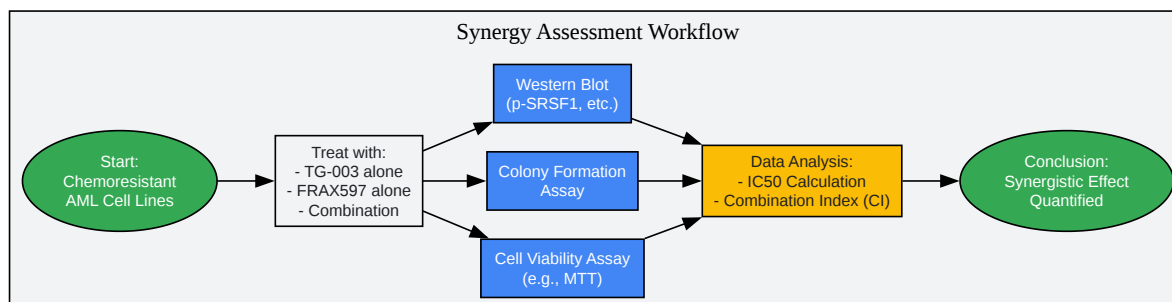 Synergy Assessment Workflow
Start:
Chemoresistant
AML Cell Lines
Treat with:
- TG-003 alone
- FRAX597 alone
- Combination
Western Blot
(p-SRSF1, etc.)
Colony Formation
Assay
Cell Viability Assay
(e.g., MTT)
Data Analysis:
- IC50 Calculation
- Combination Index (CI)
Conclusion:
Synergistic Effect
Quantified